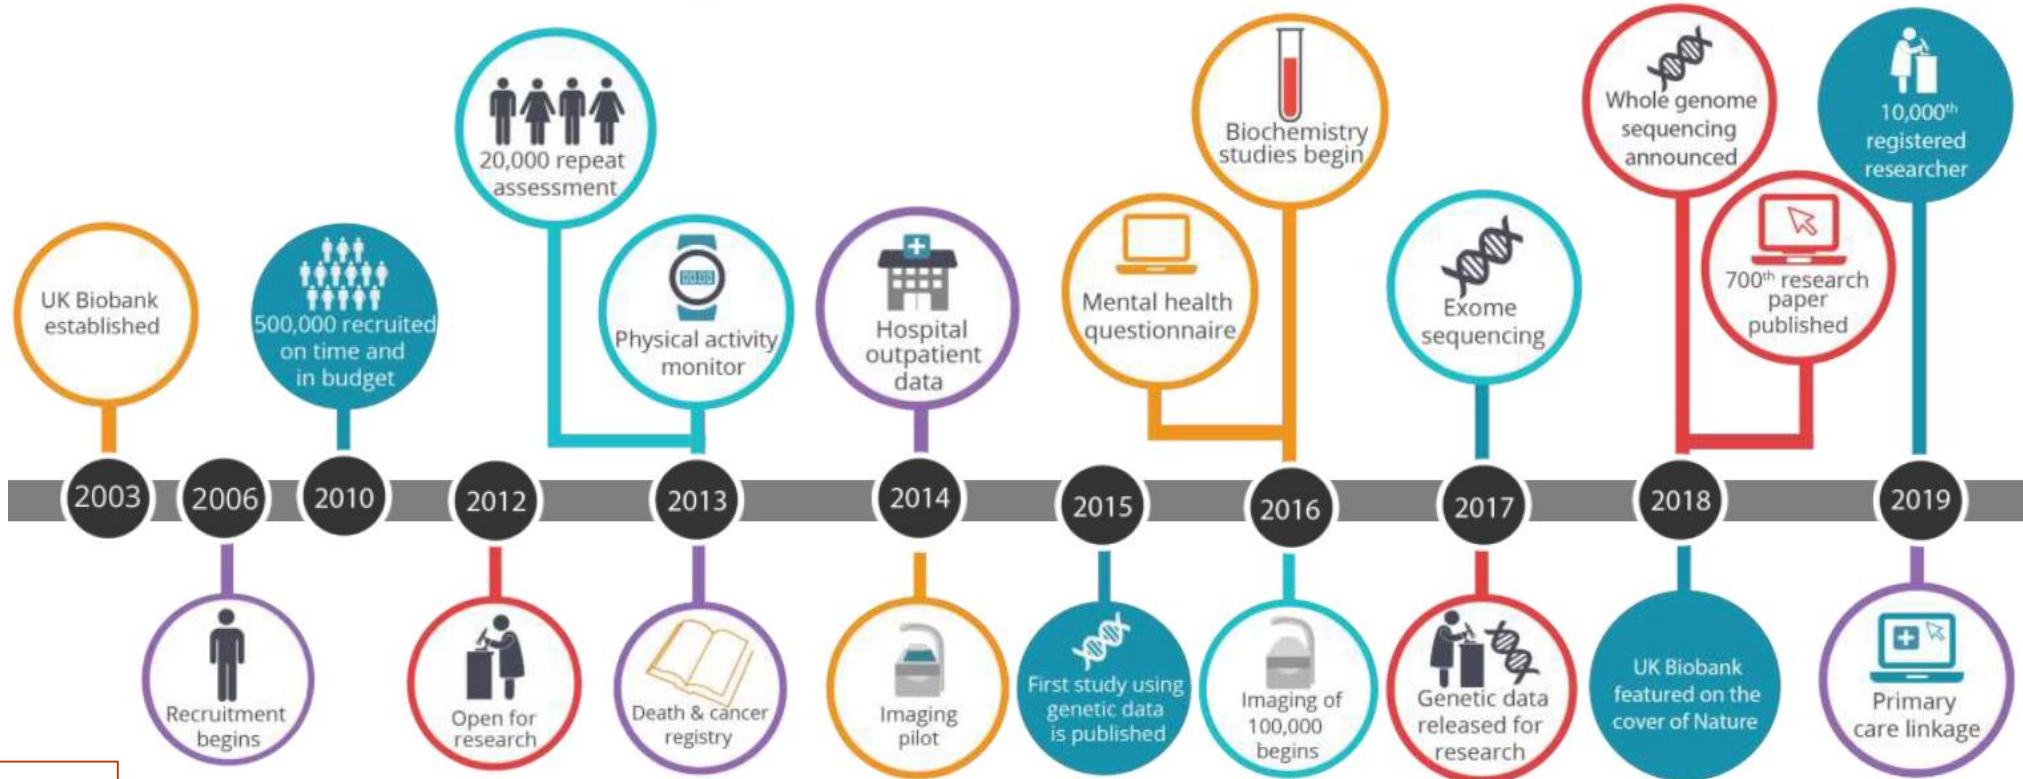 20,000 repeat
assessment
Biochemistry
studies begin
Whole genome
sequencing
announced
10,000th
registered
researcher
UK Biobank
established
500,000 recruited
on time and
in budget
00:00
Physical activity
monitor
Hospital
outpatient
data
Mental health
questionnaire
Exome
sequencing
700th research
paper
published
2003
2006
2010
2012
2013
2014
2015
2016
2017
2018
2019
Recruitment
begins
Open for
research
Death & cancer
registry
Imaging
pilot
First study using
genetic data
is published
Imaging of
100,000
begins
Genetic data
released for
research
UK Biobank
featured on the
cover of Nature
Primary
care linkage